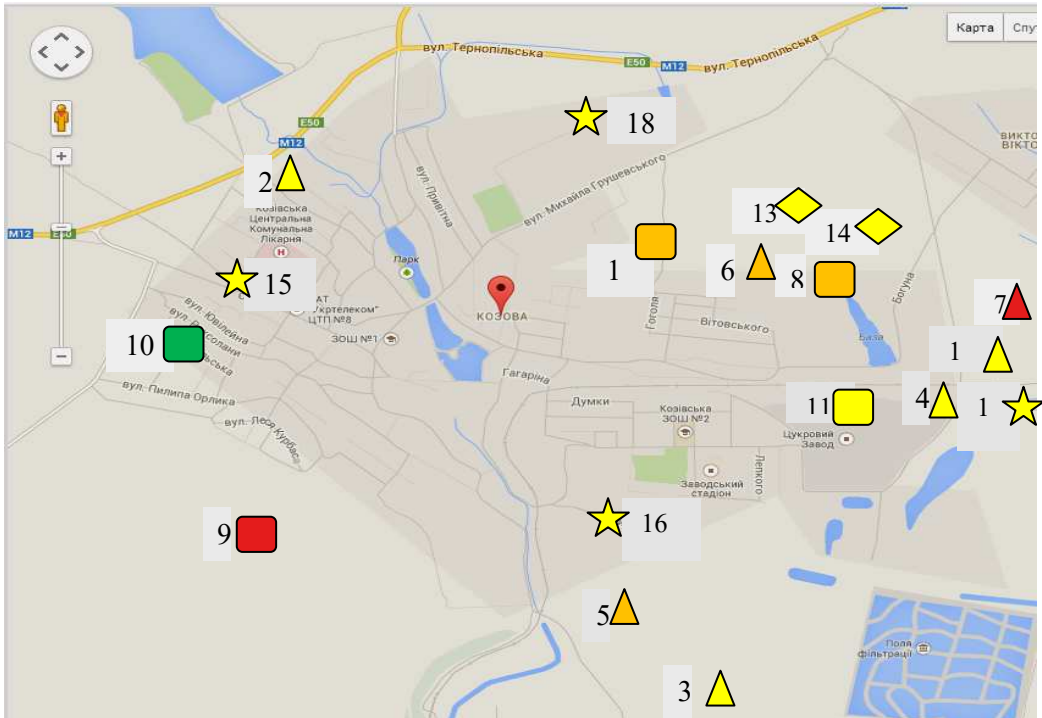 Карта
Спу
вул. Тернопільська
E50
M12
вул. Тернопільська
E50
M12
18
2
вул. Привітна
вул. Михайла Грушевського
Козівська
Центральна
Комунальна
Лікарня
H
M12
13
14
Парк
1
6
8
15
"Укртелеком"
ЦТП №8
вул. Ювілейна
КОЗОВА
Гоголя
Вітовського
Богуна
База
7
ЗОШ №1
10
1
вул. Пилипа Орлика
Гагаріна
вул. Леся Курбаса
Думки
Козівська
ЗОШ №2
11
4
1
Цукровий
Завод
Заводський
стадіон
Лепкого
9
16
5
Поля
фільтрації
3